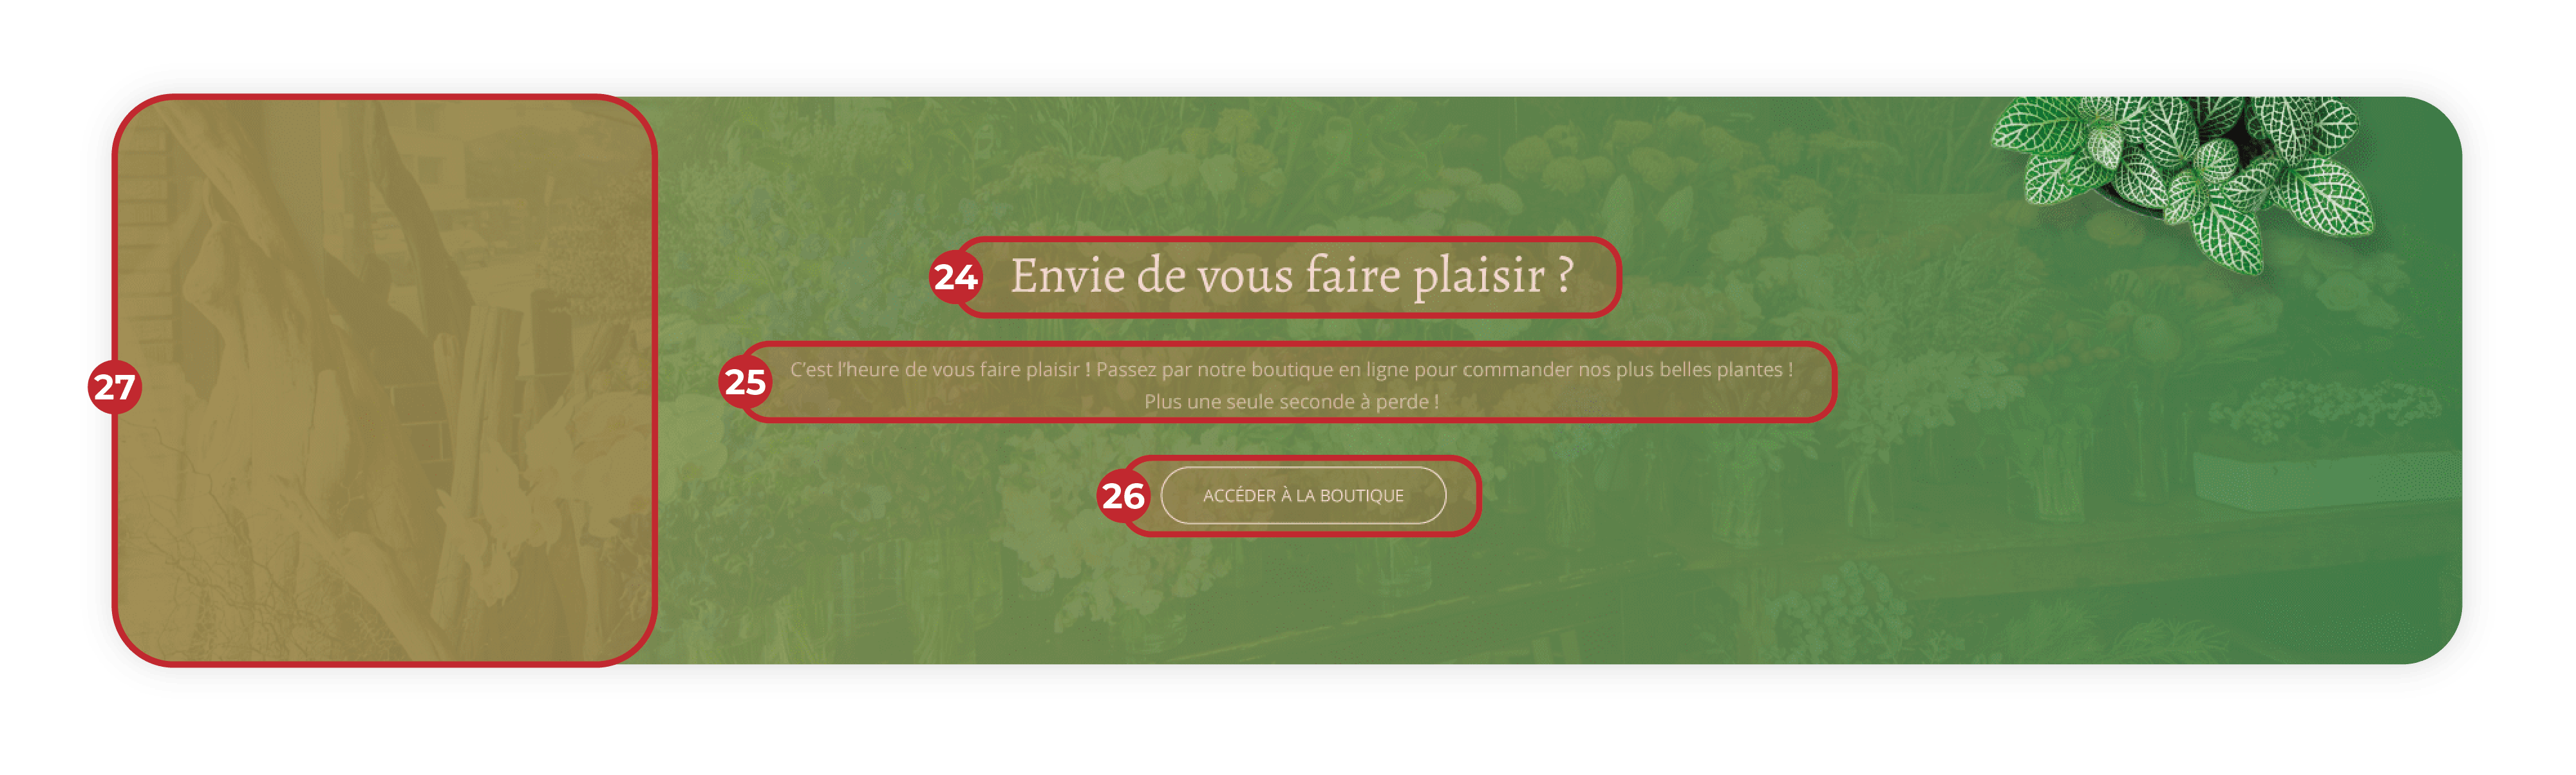 24 Envie de vous faire plaisir ?
25 C'est l'heure de vous faire plaisir ! Passez par notre boutique en ligne pour commander nos plus belles plantes !
Plus une seule seconde à perde !
27
26 ACCÉDER À LA BOUTIQUE